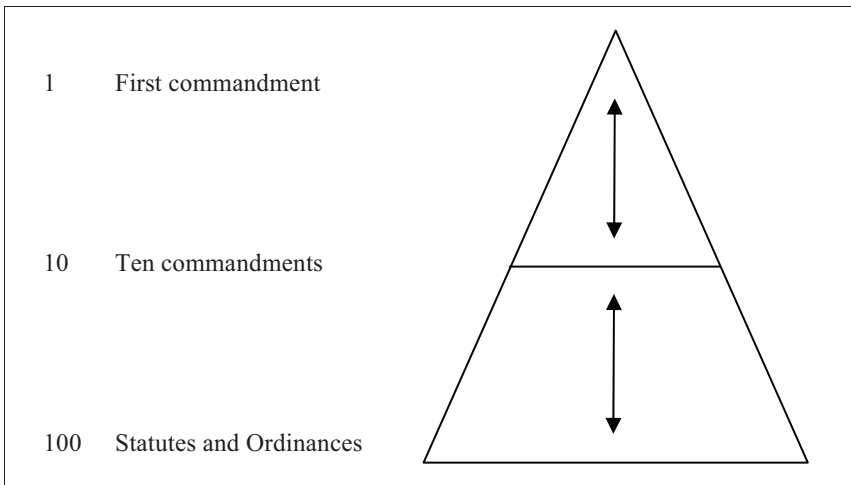 1 First commandment
10 Ten commandments
100 Statutes and Ordinances